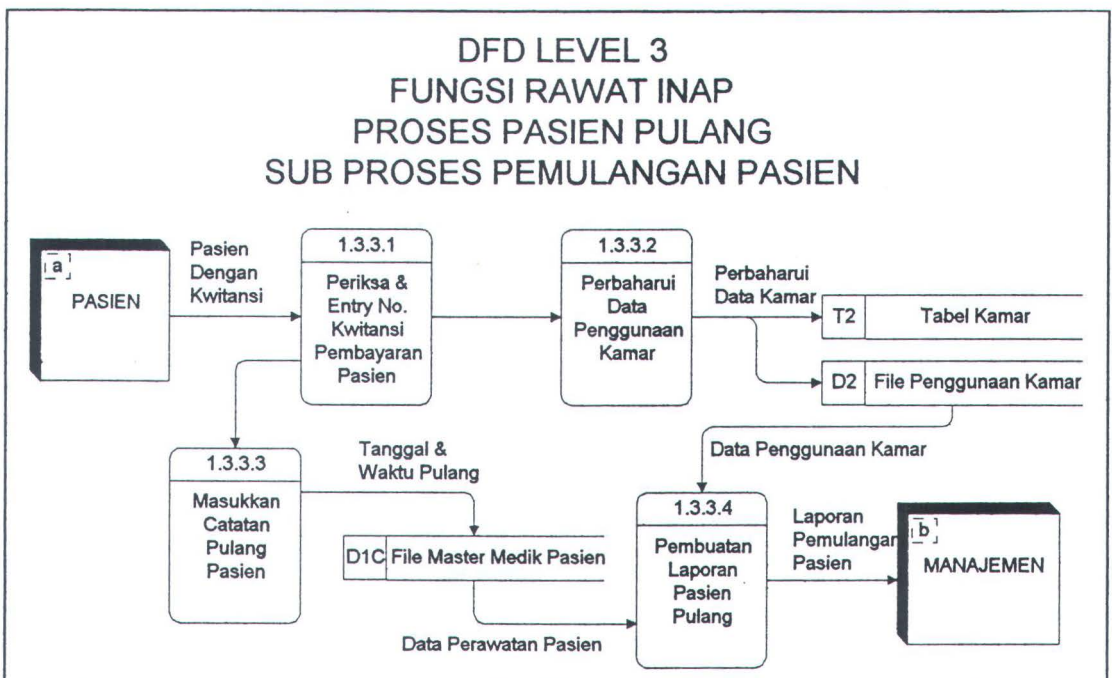 DFD LEVEL 3
FUNGSI RAWAT INAP
PROSES PASIEN PULANG
SUB PROSES PEMULANGAN PASIEN
a
PASIEN
Pasien
Dengan
Kwitansi
1.3.3.1
Periksa &
Entry No.
Kwitansi
Pembayaran
Pasien
1.3.3.2
Perbaharui
Data
Penggunaan
Kamar
Perbaharui
Data Kamar
T2 Tabel Kamar
D2 File Penggunaan Kamar
Data Penggunaan Kamar
1.3.3.3
Masukkan
Catatan
Pulang
Pasien
Tanggal &
Waktu Pulang
D1C File Master Medik Pasien
Data Perawatan Pasien
1.3.3.4
Pembuatan
Laporan
Pasien
Pulang
Laporan
Pemulangan
Pasien
b
MANAJEMEN